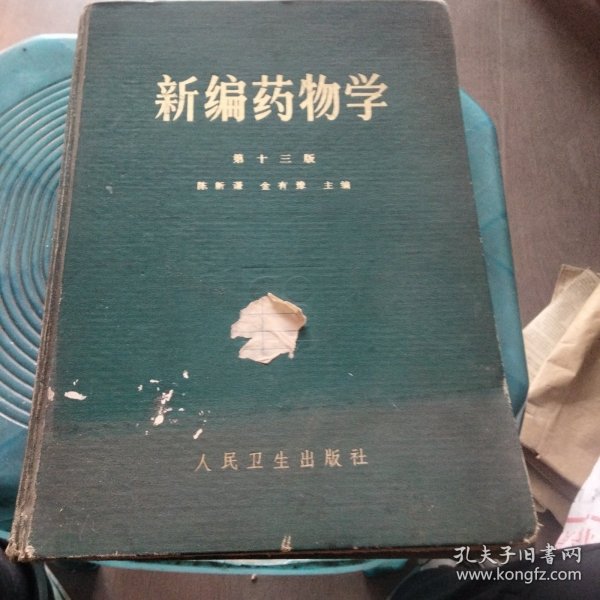 新编药物学
第十三版
陈新谦 金有豫 主编
人民卫生出版社
孔夫子旧书网
www.kongfz.com